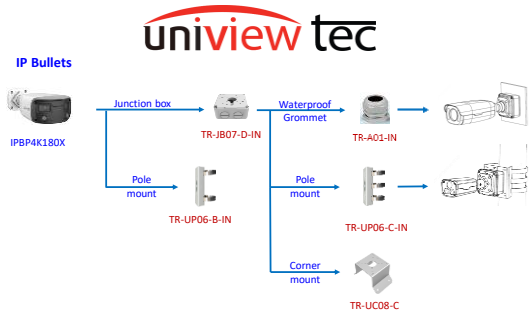 uniview tec
IP Bullets
IPBP4K180X
Junction box
TR-JB07-D-IN
Waterproof
Grommet
TR-A01-IN
Pole
mount
TR-UP06-B-IN
Pole
mount
TR-UP06-C-IN
Corner
mount
TR-UC08-C